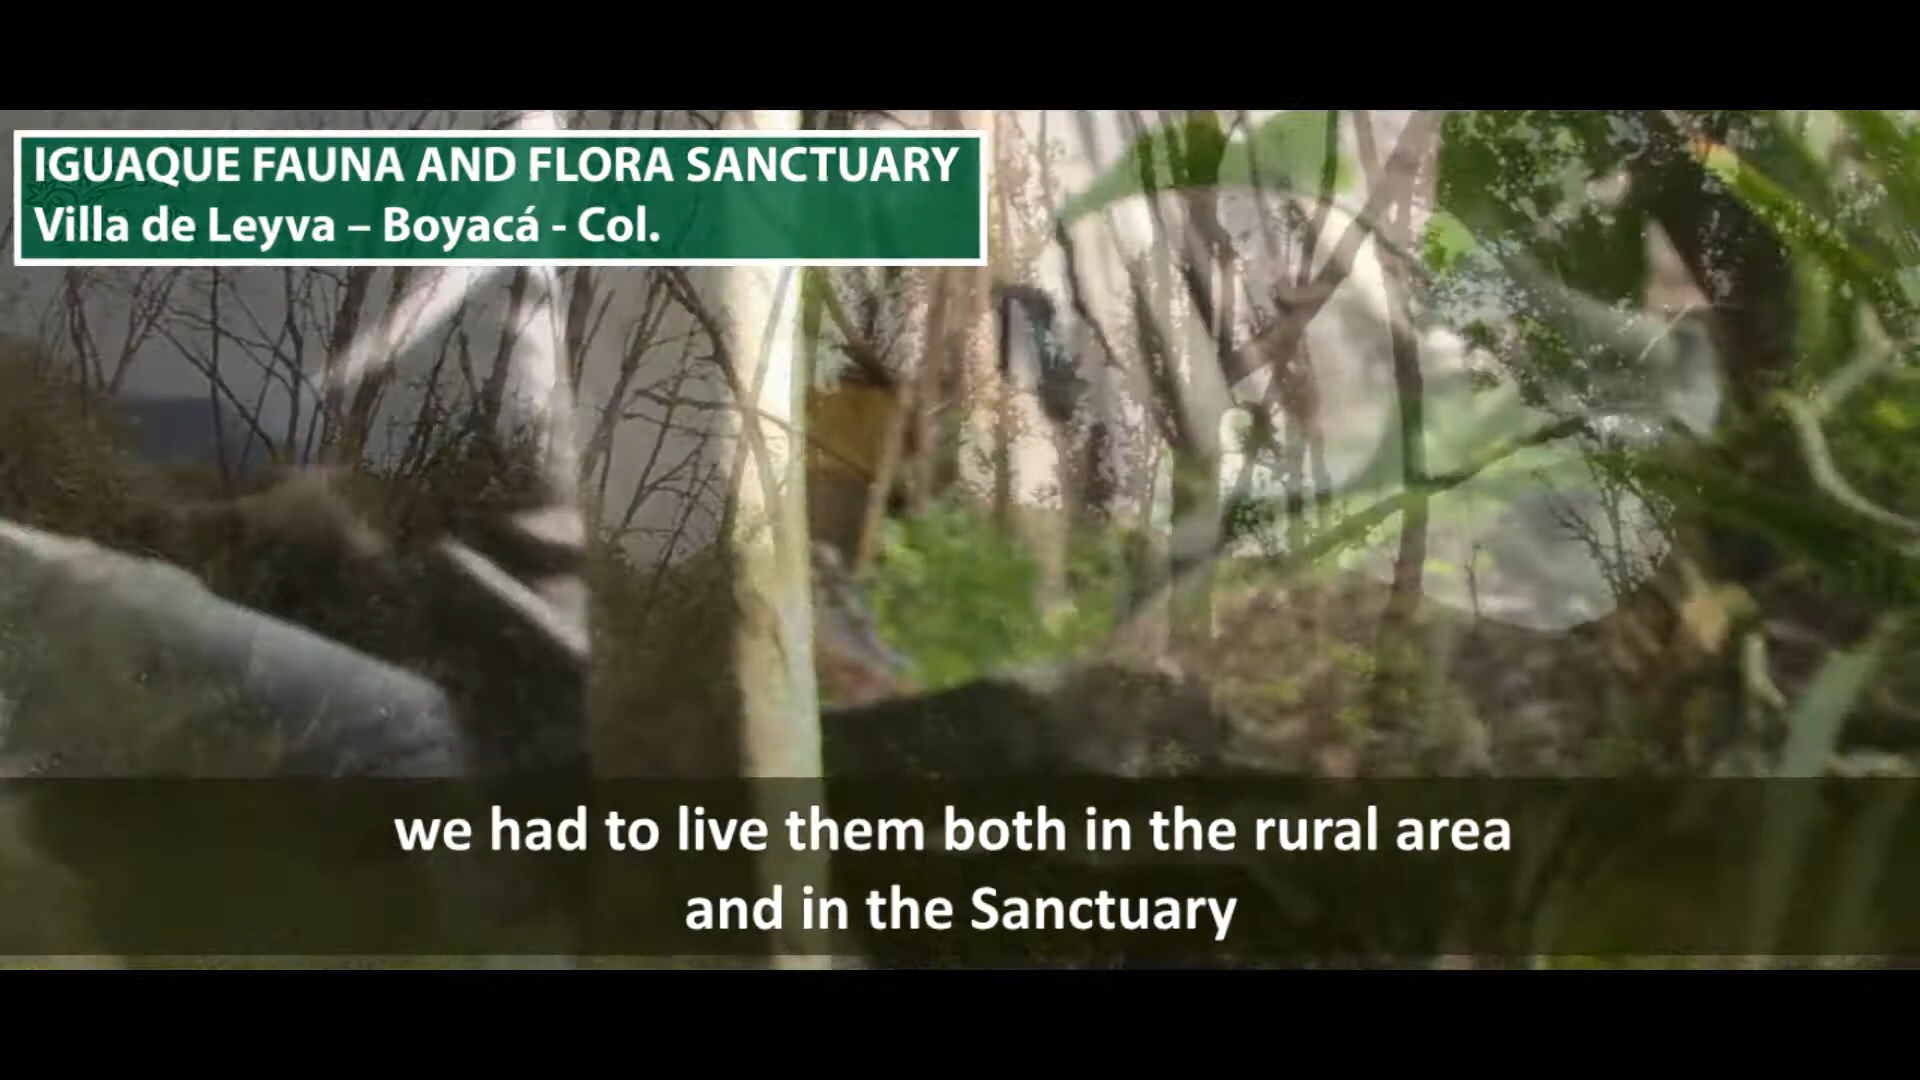 IGUAQUE FAUNA AND FLORA SANCTUARY
Villa de Leyva – Boyacá - Col.
we had to live them both in the rural area
and in the Sanctuary